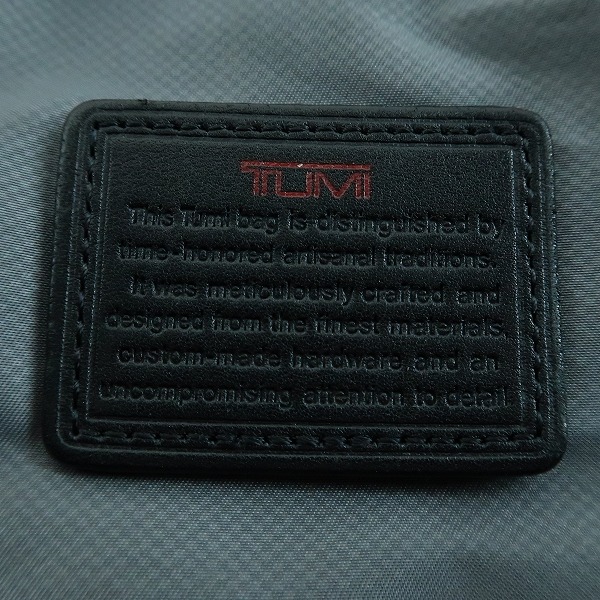 TUMI
This Tumi bag is distinguished by
time-honored artisanal traditions.
It was meticulously crafted and
designed from the finest materials,
custom-made hardware, and an
uncompromising attention to detail